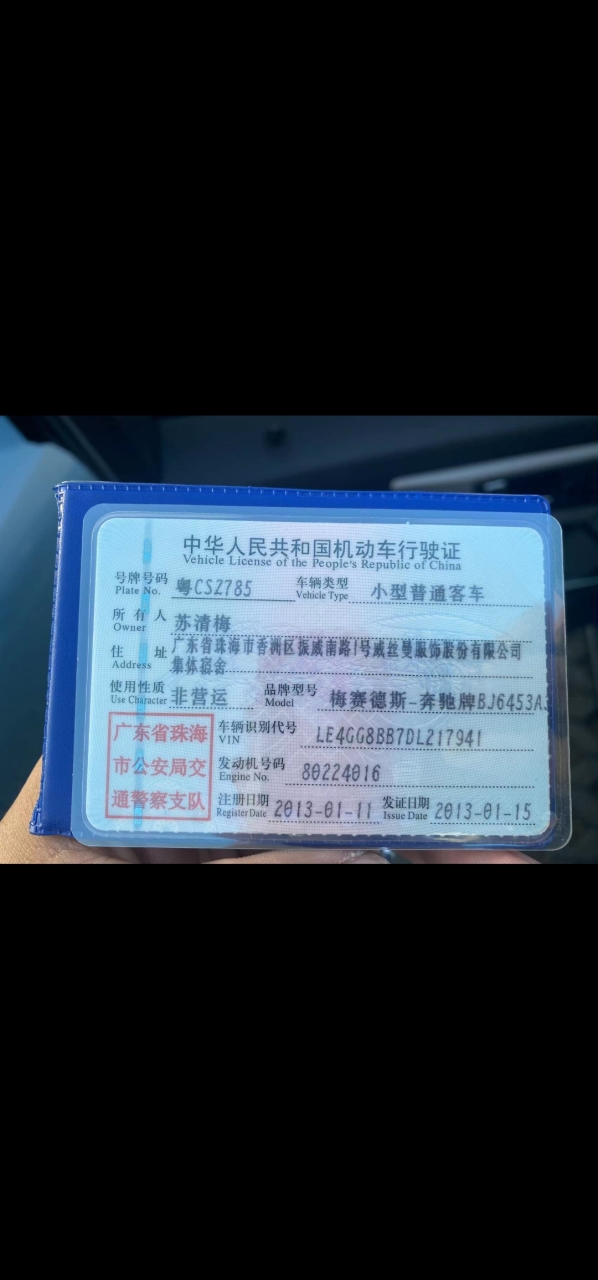 中华人民共和国机动车行驶证
Vehicle License of the People's Republic of China
号牌号码 粤CS2785 车辆类型 小型普通客车
Plate No. Vehicle Type
所有人 苏清梅
Owner
住址 广东省珠海市香洲区振威南路1号威丝曼服饰股份有限公司
Address 集体宿舍
使用性质 非营运 品牌型号 梅赛德斯-奔驰牌BJ6453A3
Use Character Model
广东省珠海
市公安局交
通警察支队
车辆识别代号 LE4GG8BB7DL217941
VIN
发动机号码 80224016
Engine No.
注册日期 2013-01-11 发证日期 2013-01-15
Register Date Issue Date